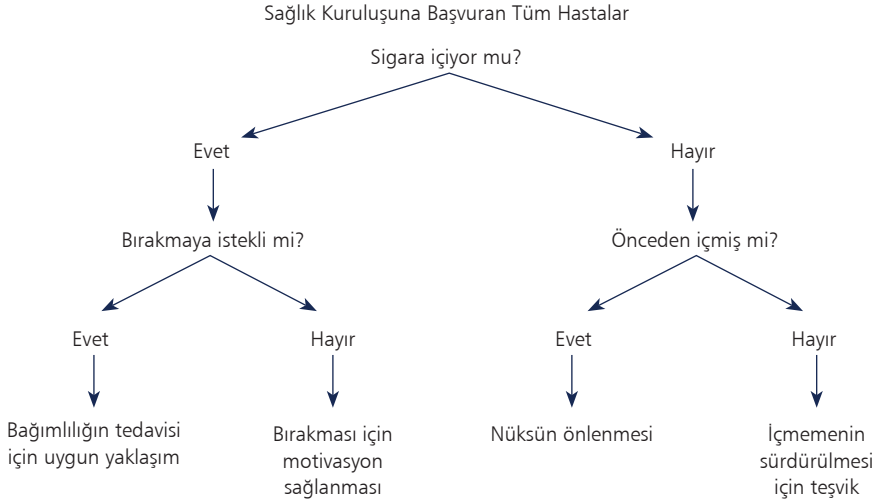 Sağlık Kuruluşuna Başvuran Tüm Hastalar
Sigara içiyor mu?
Evet
Hayır
Bırakmaya istekli mi?
Önceden içmiş mi?
Evet
Hayır
Evet
Hayır
Bağımlılığın tedavisi
için uygun yaklaşım
Bırakması için
motivasyon
sağlanması
Nüksün önlenmesi
İçmemenin
sürdürülmesi
için teşvik